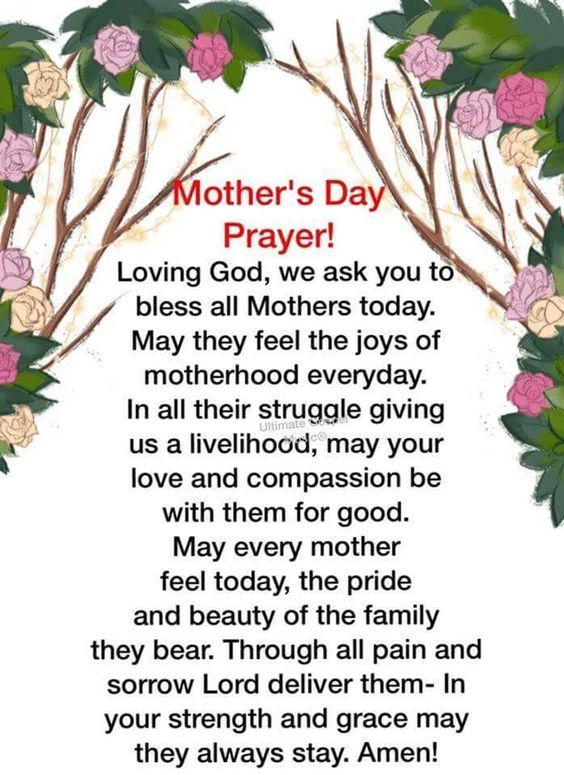 Mother's Day
Prayer!
Loving God, we ask you to
bless all Mothers today.
May they feel the joys of
motherhood everyday.
In all their struggle giving
Ultimate Gospel
Music©
us a livelihood, may your
love and compassion be
with them for good.
May every mother
feel today, the pride
and beauty of the family
they bear. Through all pain and
sorrow Lord deliver them- In
your strength and grace may
they always stay. Amen!